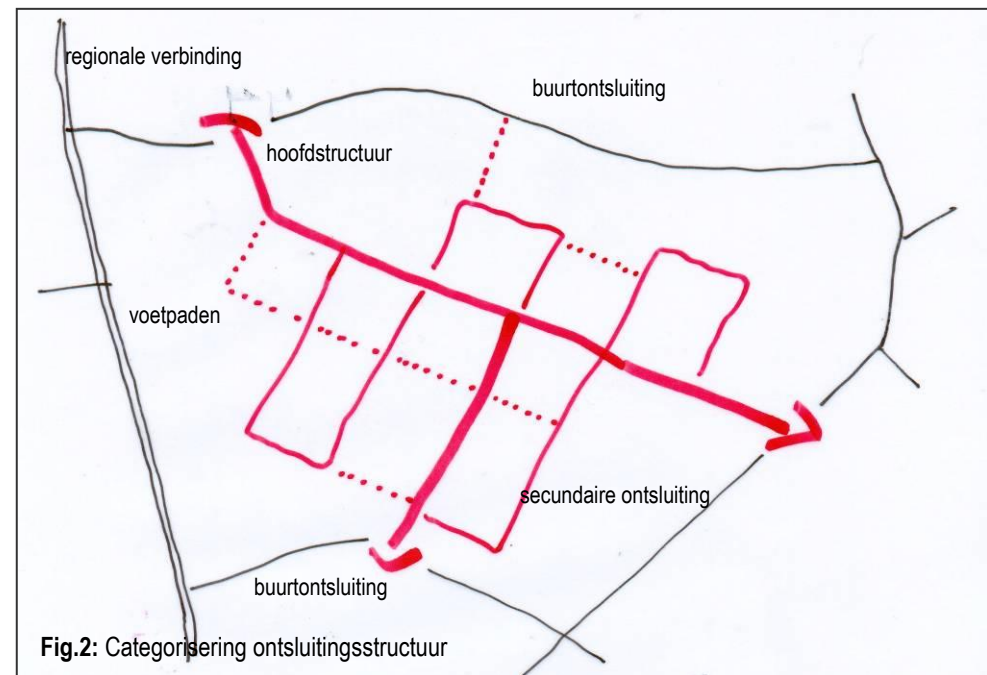 regionale verbinding
buurtontsluiting
hoofdstructuur
voetpaden
secundaire ontsluiting
buurtontsluiting
Fig.2: Categorisering ontsluitingsstructuur